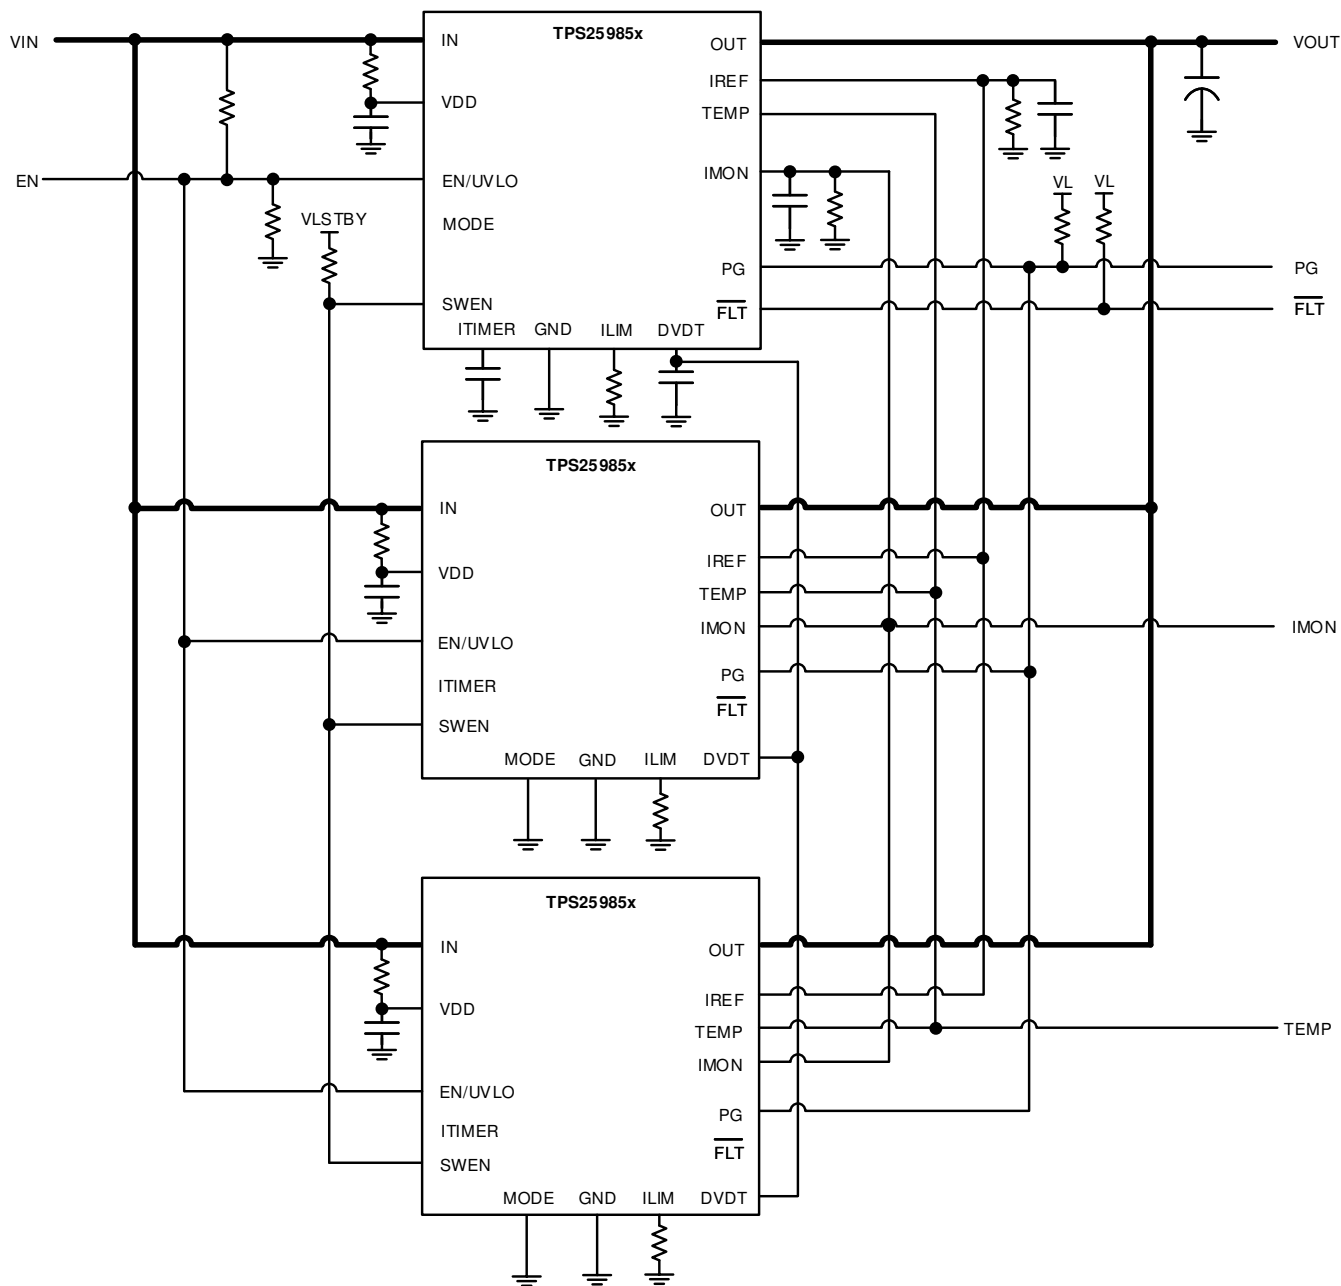 TPS25985x
VIN
IN
OUT
VOUT
IREF
VDD
TEMP
IMON
EN
EN/UVLO
VL
VL
VLSTBY
MODE
PG
PG
SWEN
FLT
FLT
ITIMER
GND
ILIM
DVDT
TPS25985x
IN
OUT
IREF
VDD
TEMP
IMON
IMON
EN/UVLO
PG
ITIMER
FLT
SWEN
MODE
GND
ILIM
DVDT
TPS25985x
IN
OUT
IREF
VDD
TEMP
TEMP
IMON
EN/UVLO
PG
ITIMER
FLT
SWEN
MODE
GND
ILIM
DVDT